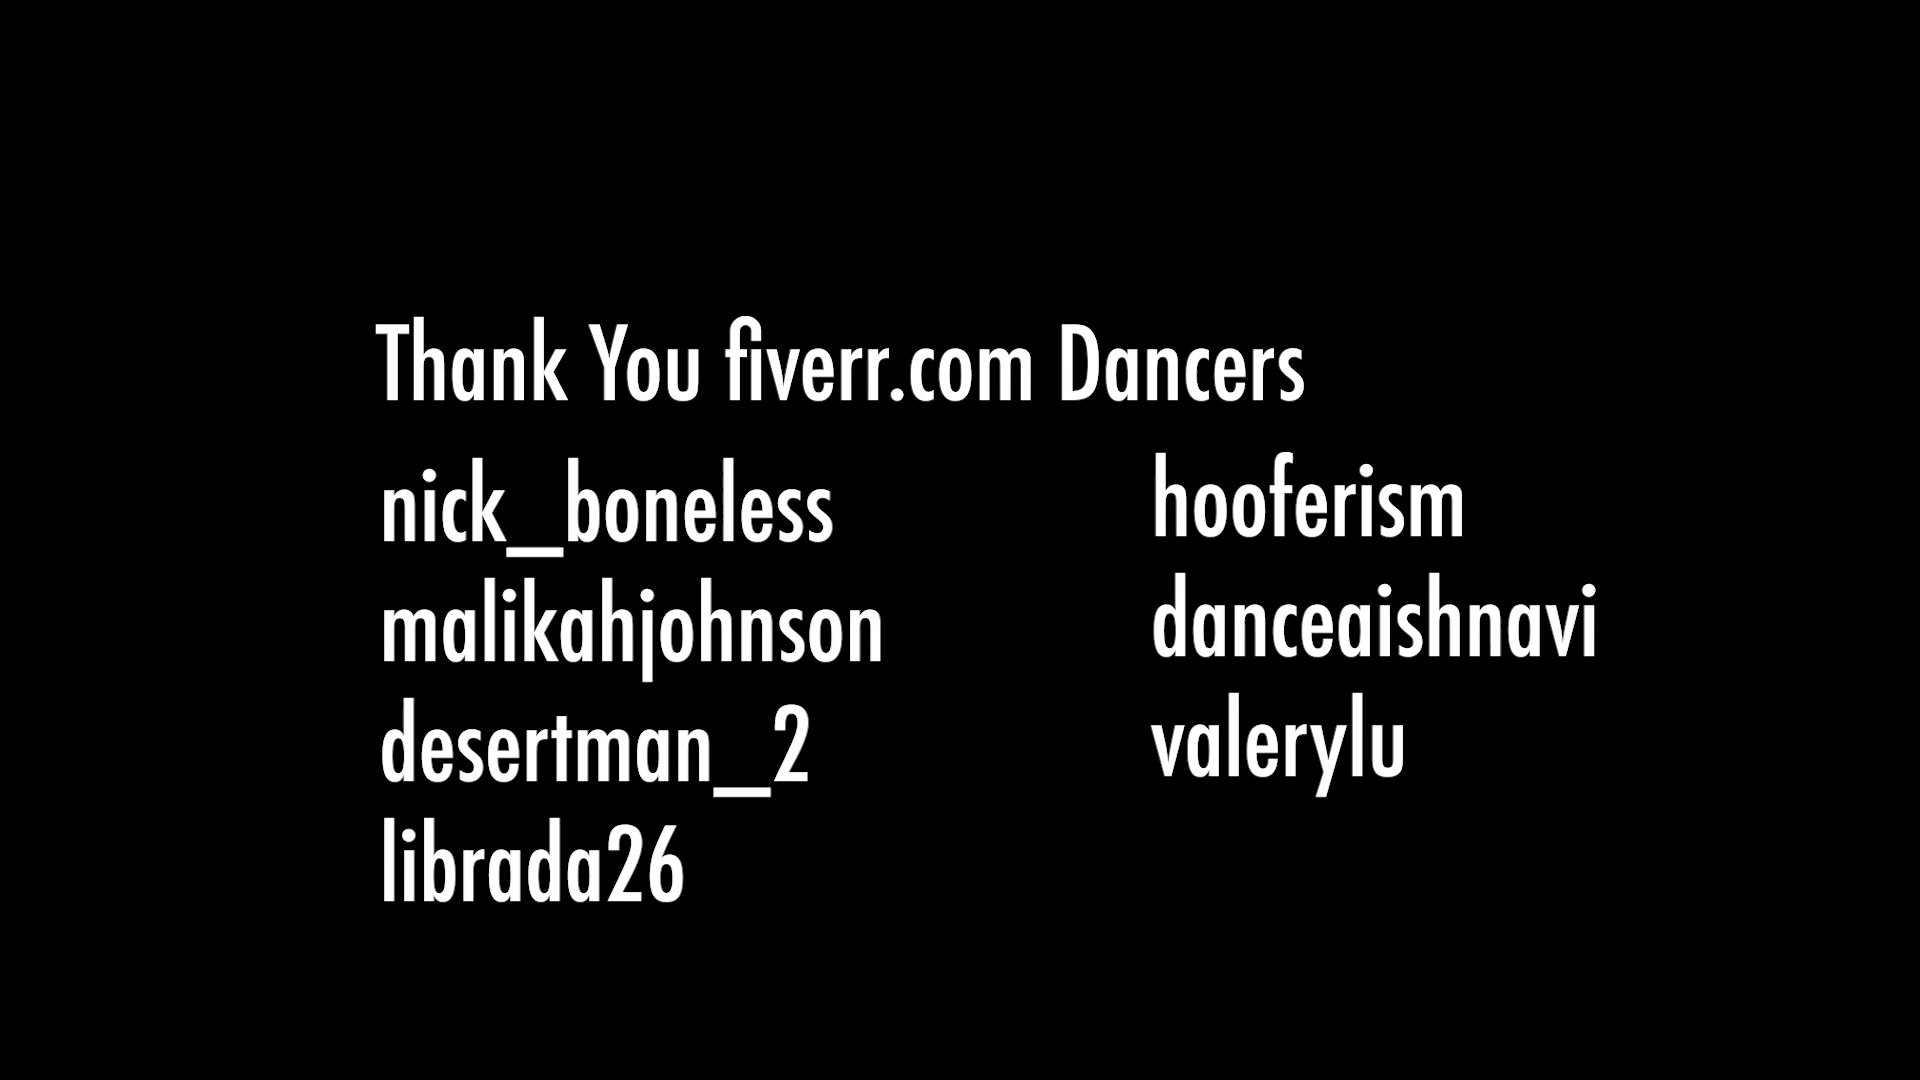 Thank You fiverr.com Dancers
nick_boneless
malikahjohnson
desertman_2
librada26
hooferism
danceaishnavi
valerylu